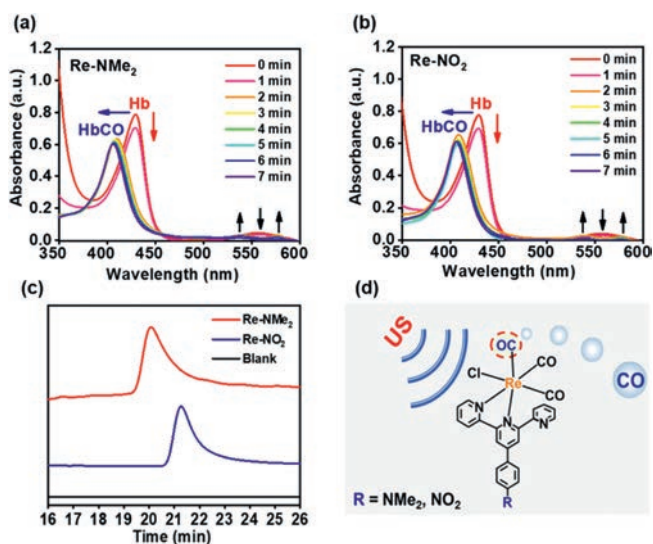 (a)
Re-NMe₂
1.2
1.0
0.8
0.6
0.4
0.2
0.0
Absorbance (a.u.)
Hb
HbCO
0 min
1 min
2 min
3 min
4 min
5 min
6 min
7 min
350 400 450 500 550 600
Wavelength (nm)
(b)
Re-NO₂
1.2
1.0
0.8
0.6
0.4
0.2
0.0
Absorbance (a.u.)
Hb
HbCO
0 min
1 min
2 min
3 min
4 min
5 min
6 min
7 min
350 400 450 500 550 600
Wavelength (nm)
(c)
Re-NMe₂
Re-NO₂
Blank
16 17 18 19 20 21 22 23 24 25 26
Time (min)
(d)
US
OC
CO
Cl
Re
CO
CO
N
N
N
R
R = NMe₂, NO₂